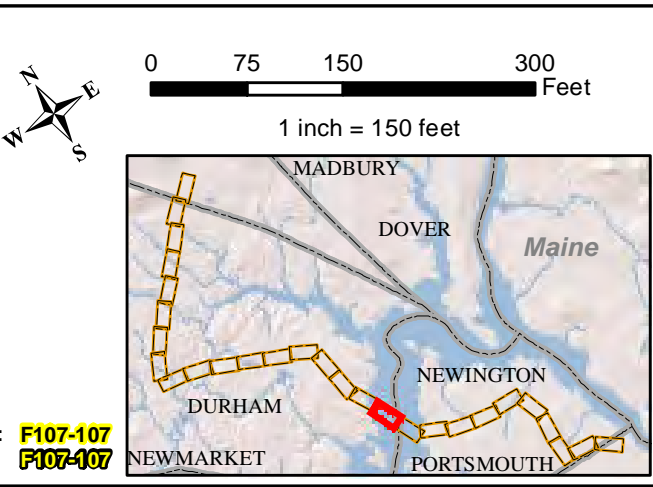 N
E
W
S
0 75 150 300
Feet
1 inch = 150 feet
MADBURY
DOVER
Maine
NEWINGTON
DURHAM
NEWMARKET
PORTSMOUTH
: F107-107
F107-107